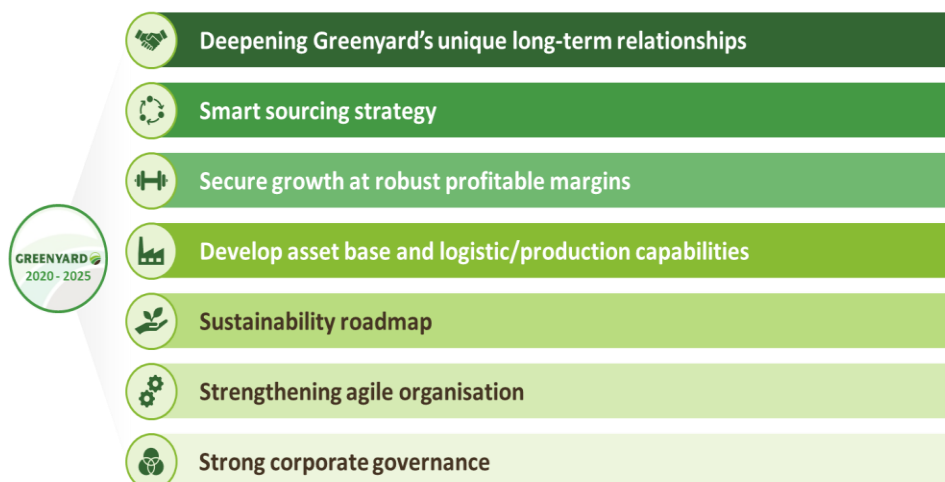 Deepening Greenyard's unique long-term relationships
Smart sourcing strategy
Secure growth at robust profitable margins
Develop asset base and logistic/production capabilities
GREENYARD
2020 - 2025
Sustainability roadmap
Strengthening agile organisation
Strong corporate governance